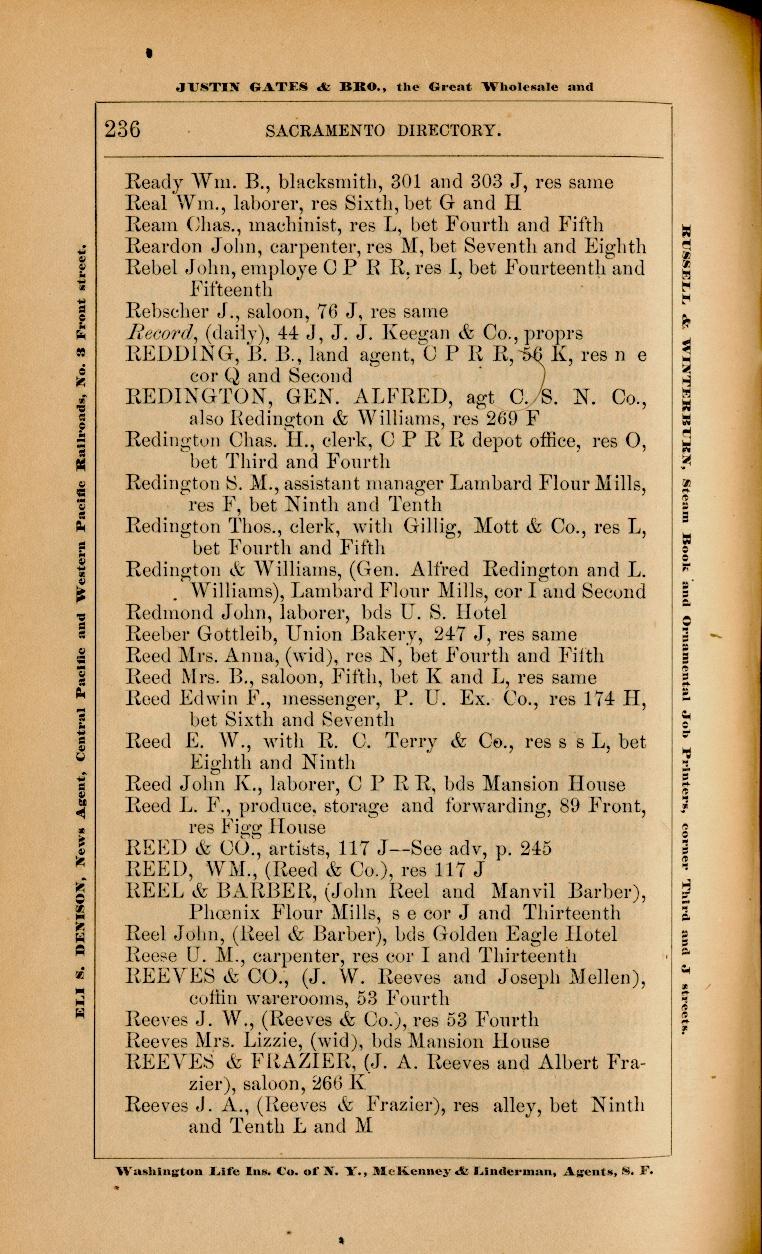 JUSTIN GATES & BRO., the Great Wholesale and
236 SACRAMENTO DIRECTORY.
Ready Wm. B., blacksmith, 301 and 303 J, res same
Real Wm., laborer, res Sixth, bet G and H
Ream Chas., machinist, res L, bet Fourth and Fifth
Reardon John, carpenter, res M, bet Seventh and Eighth
Rebel John, employe C P R R, res I, bet Fourteenth and
Fifteenth
Rebscher J., saloon, 76 J, res same
Record, (daily), 44 J, J. J. Keegan & Co., proprs
REDDING, B. B., land agent, C P R R, 56 K, res n e
cor Q and Second
REDINGTON, GEN. ALFRED, agt C. S. N. Co.,
also Redington & Williams, res 269 F
Redington Chas. H., clerk, C P R R depot office, res O,
bet Third and Fourth
Redington S. M., assistant manager Lambard Flour Mills,
res F, bet Ninth and Tenth
Redington Thos., clerk, with Gillig, Mott & Co., res L,
bet Fourth and Fifth
Redington & Williams, (Gen. Alfred Redington and L.
Williams), Lambard Flour Mills, cor I and Second
Redmond John, laborer, bds U. S. Hotel
Reeber Gottleib, Union Bakery, 247 J, res same
Reed Mrs. Anna, (wid), res N, bet Fourth and Fifth
Reed Mrs. B., saloon, Fifth, bet K and L, res same
Reed Edwin F., messenger, P. U. Ex. Co., res 174 H,
bet Sixth and Seventh
Reed E. W., with R. C. Terry & Co., res s s L, bet
Eighth and Ninth
Reed John K., laborer, C P R R, bds Mansion House
Reed L. F., produce, storage and forwarding, 89 Front,
res Figg House
REED & CO., artists, 117 J--See adv, p. 245
REED, WM., (Reed & Co.), res 117 J
REEL & BARBER, (John Reel and Manvil Barber),
Phœnix Flour Mills, s e cor J and Thirteenth
Reel John, (Reel & Barber), bds Golden Eagle Hotel
Reese U. M., carpenter, res cor I and Thirteenth
REEVES & CO., (J. W. Reeves and Joseph Mellen),
coffin warerooms, 53 Fourth
Reeves J. W., (Reeves & Co.), res 53 Fourth
Reeves Mrs. Lizzie, (wid), bds Mansion House
REEVES & FRAZIER, (J. A. Reeves and Albert Fra-
zier), saloon, 266 K
Reeves J. A., (Reeves & Frazier), res alley, bet Ninth
and Tenth L and M
Washington Life Ins. Co. of N. Y., McKenney & Linderman, Agents, S. F.
ELI S. DENISON, News Agent, Central Pacific and Western Pacific Railroads, No. 3 Front street.
RUSSELL & WINTERBURN, Steam Book and Ornamental Job Printers, corner Third and J streets.